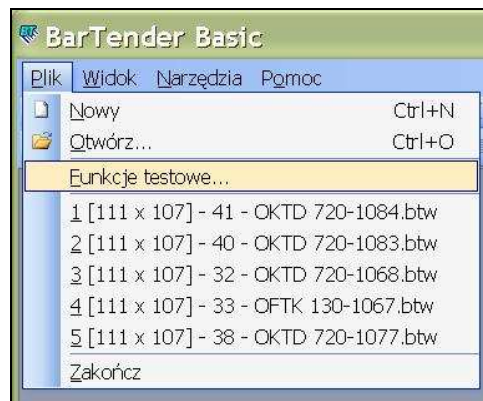 BarTender Basic
Plik Widok Narzędzia Pomoc
Nowy Ctrl+N
Otwórz... Ctrl+O
Funkcje testowe...
1 [111 x 107] - 41 - OKTD 720-1084.btw
2 [111 x 107] - 40 - OKTD 720-1083.btw
3 [111 x 107] - 32 - OKTD 720-1068.btw
4 [111 x 107] - 33 - OFTK 130-1067.btw
5 [111 x 107] - 38 - OKTD 720-1077.btw
Zakończ